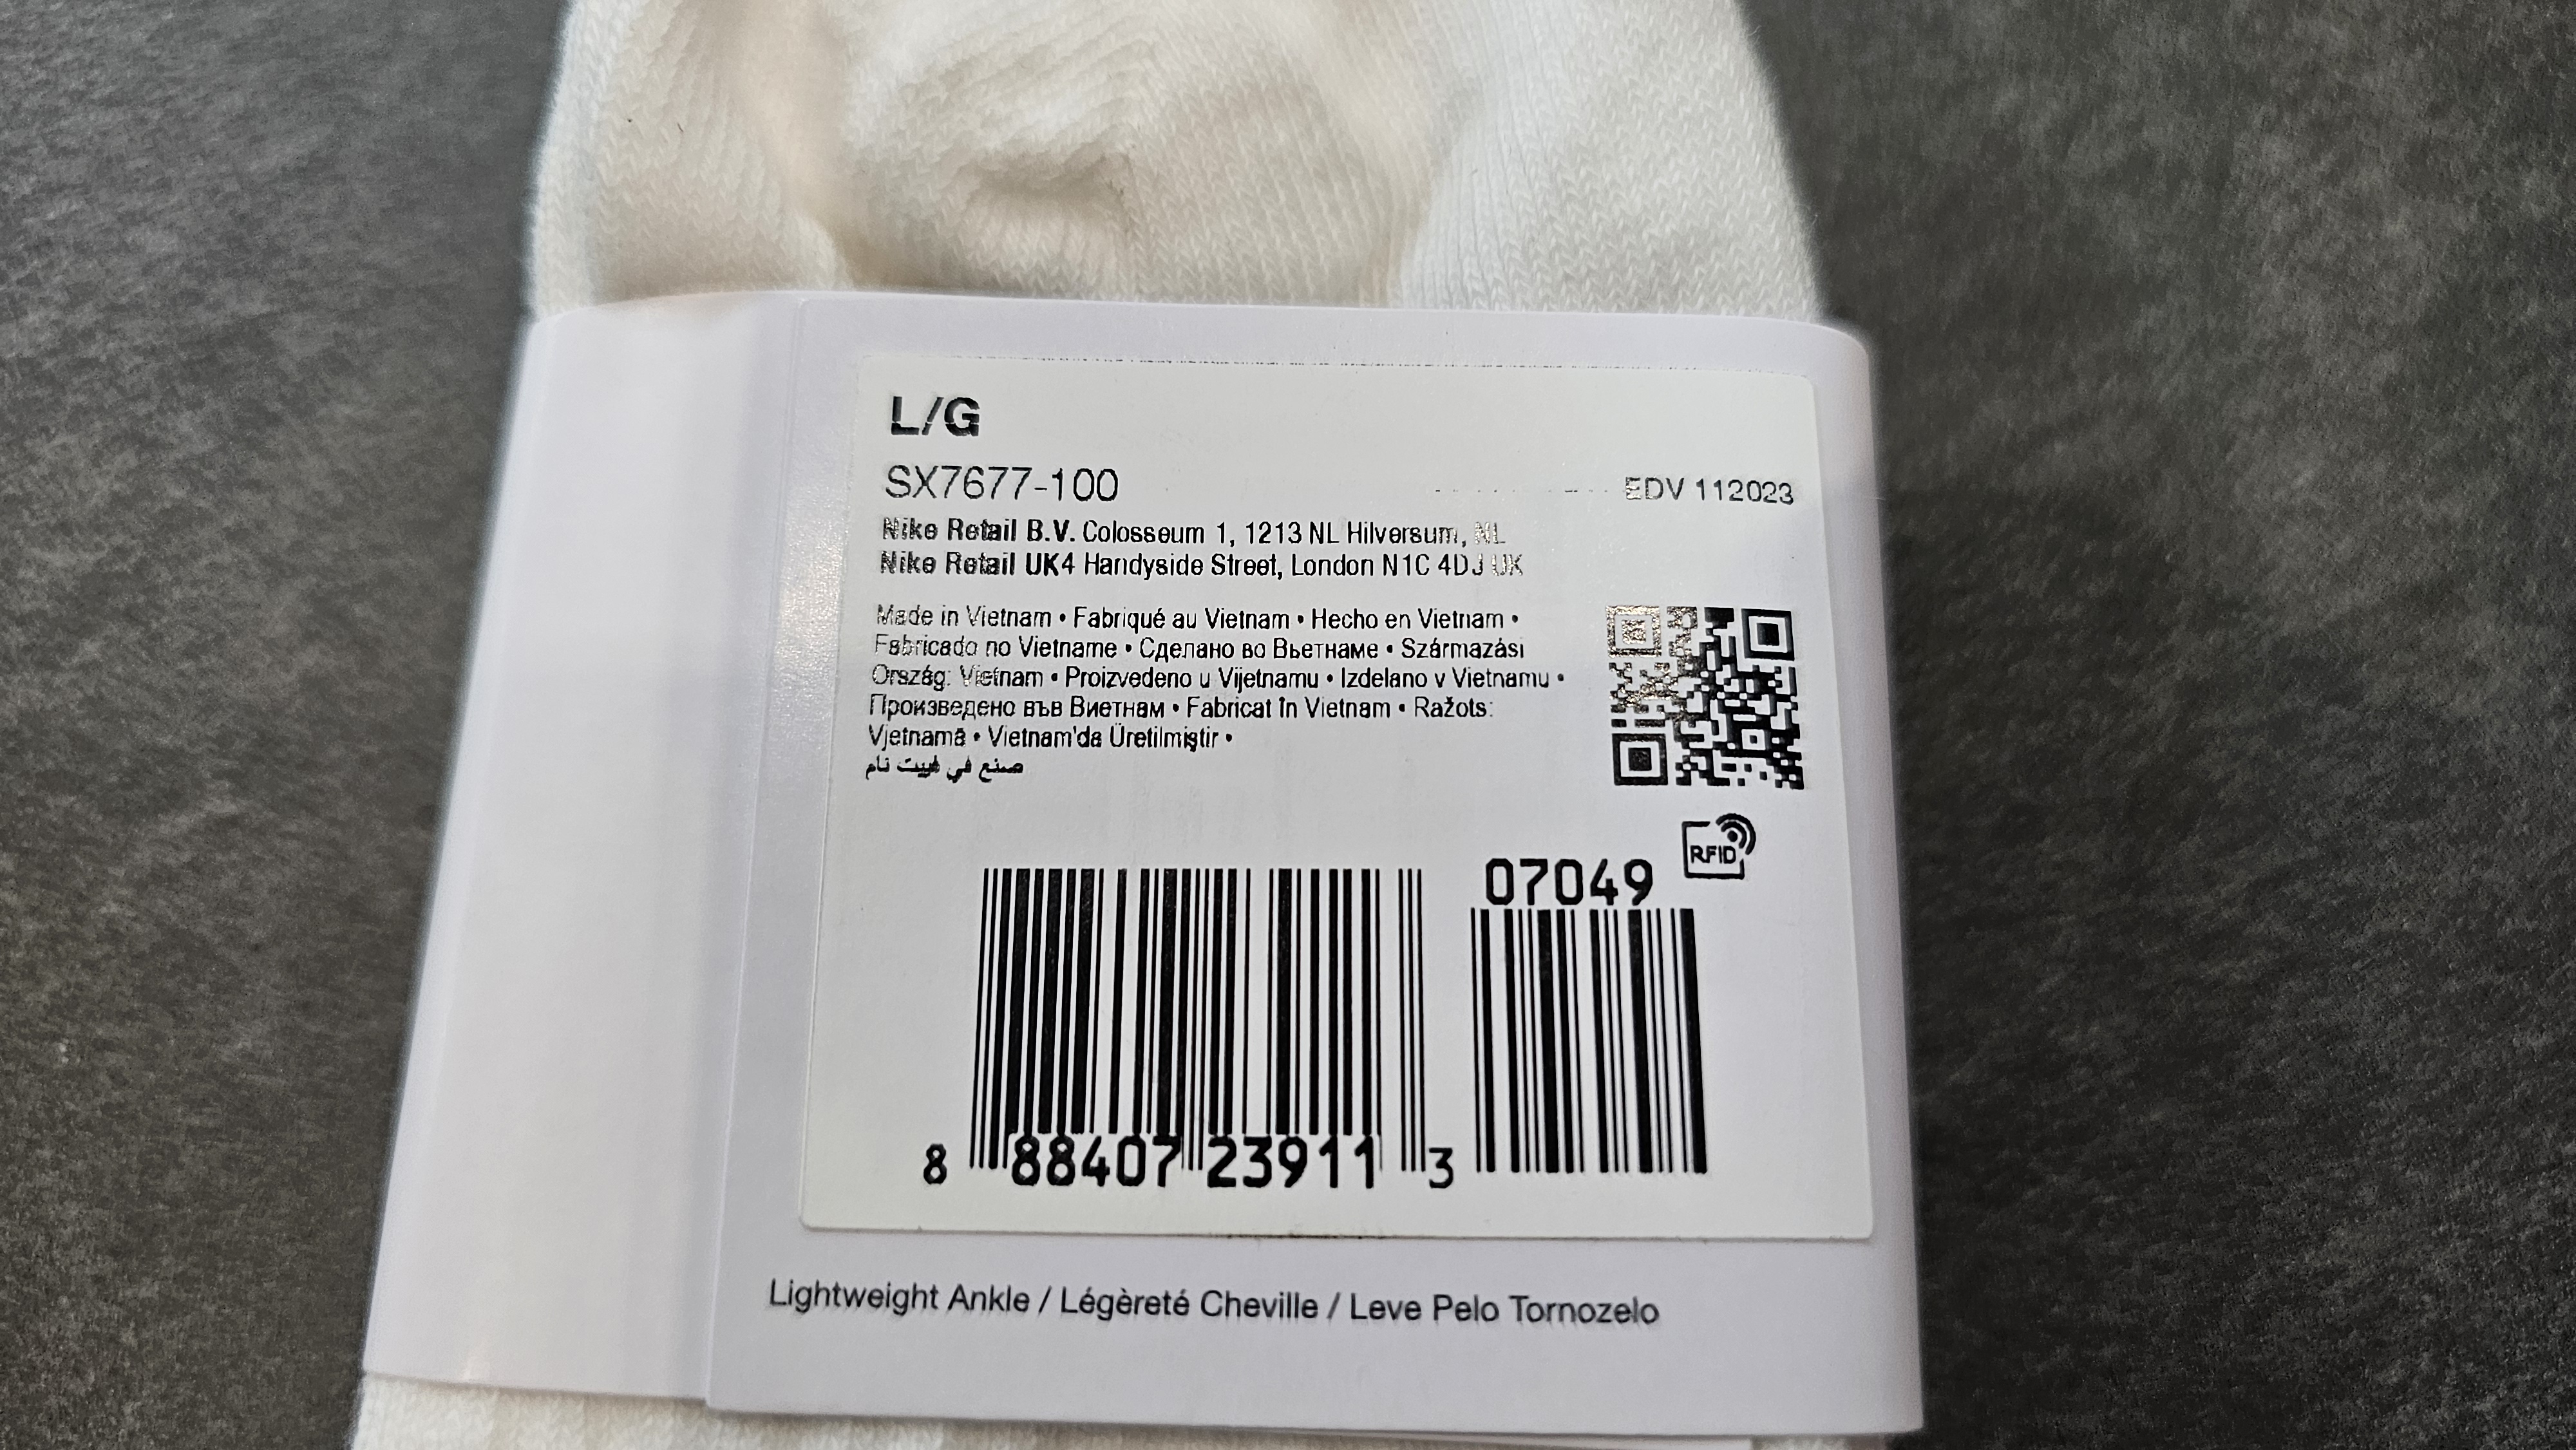 L/G
SX7677-100
EDV 112023
Nike Retail B.V. Colosseum 1, 1213 NL Hilversum, NL
Nike Retail UK4 Handyside Street, London N1C 4DJ UK
Made in Vietnam • Fabriqué au Vietnam • Hecho en Vietnam •
Fabricado no Vietname • Сделано во Вьетнаме • Származási
Ország: Vietnam • Proizvedeno u Vijetnamu • Izdelano v Vietnamu •
Произведено във Виетнам • Fabricat în Vietnam • Ražots:
Vjetnamā • Vietnam'da Üretilmiştir •
صنع في فييت نام
RFID
07049
8 88407 23911 3
Lightweight Ankle / Légèreté Cheville / Leve Pelo Tornozelo